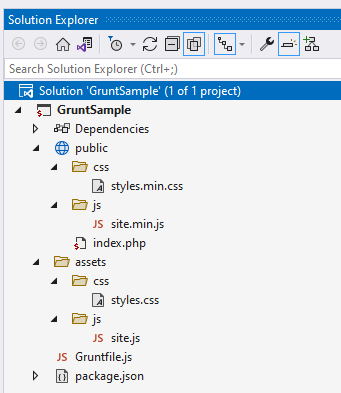 Solution Explorer
Search Solution Explorer (Ctrl+;)
Solution 'GruntSample' (1 of 1 project)
GruntSample
Dependencies
public
css
styles.min.css
js
JS site.min.js
index.php
assets
css
styles.css
js
JS site.js
JS Gruntfile.js
package.json